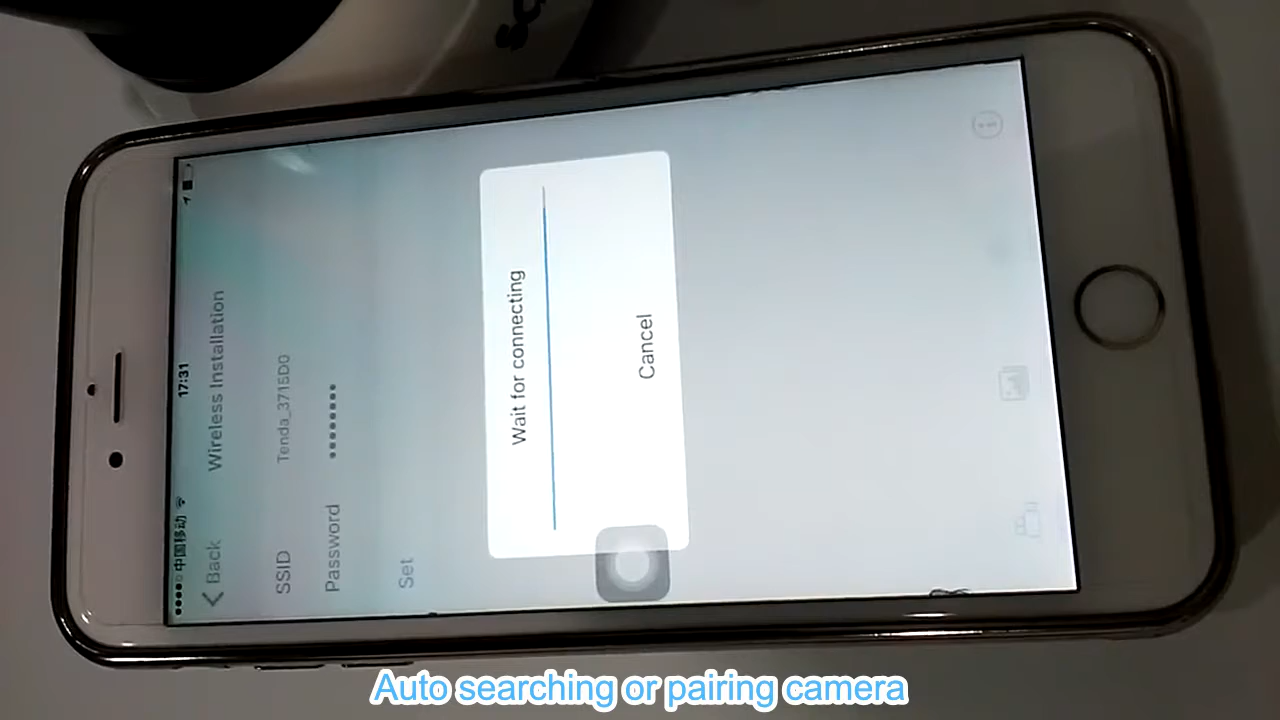 中国移动
17:31
Back
Wireless Installation
SSID
Tenda_3715D0
Password
••••••••
Set
Wait for connecting
Cancel
Auto searching or pairing camera